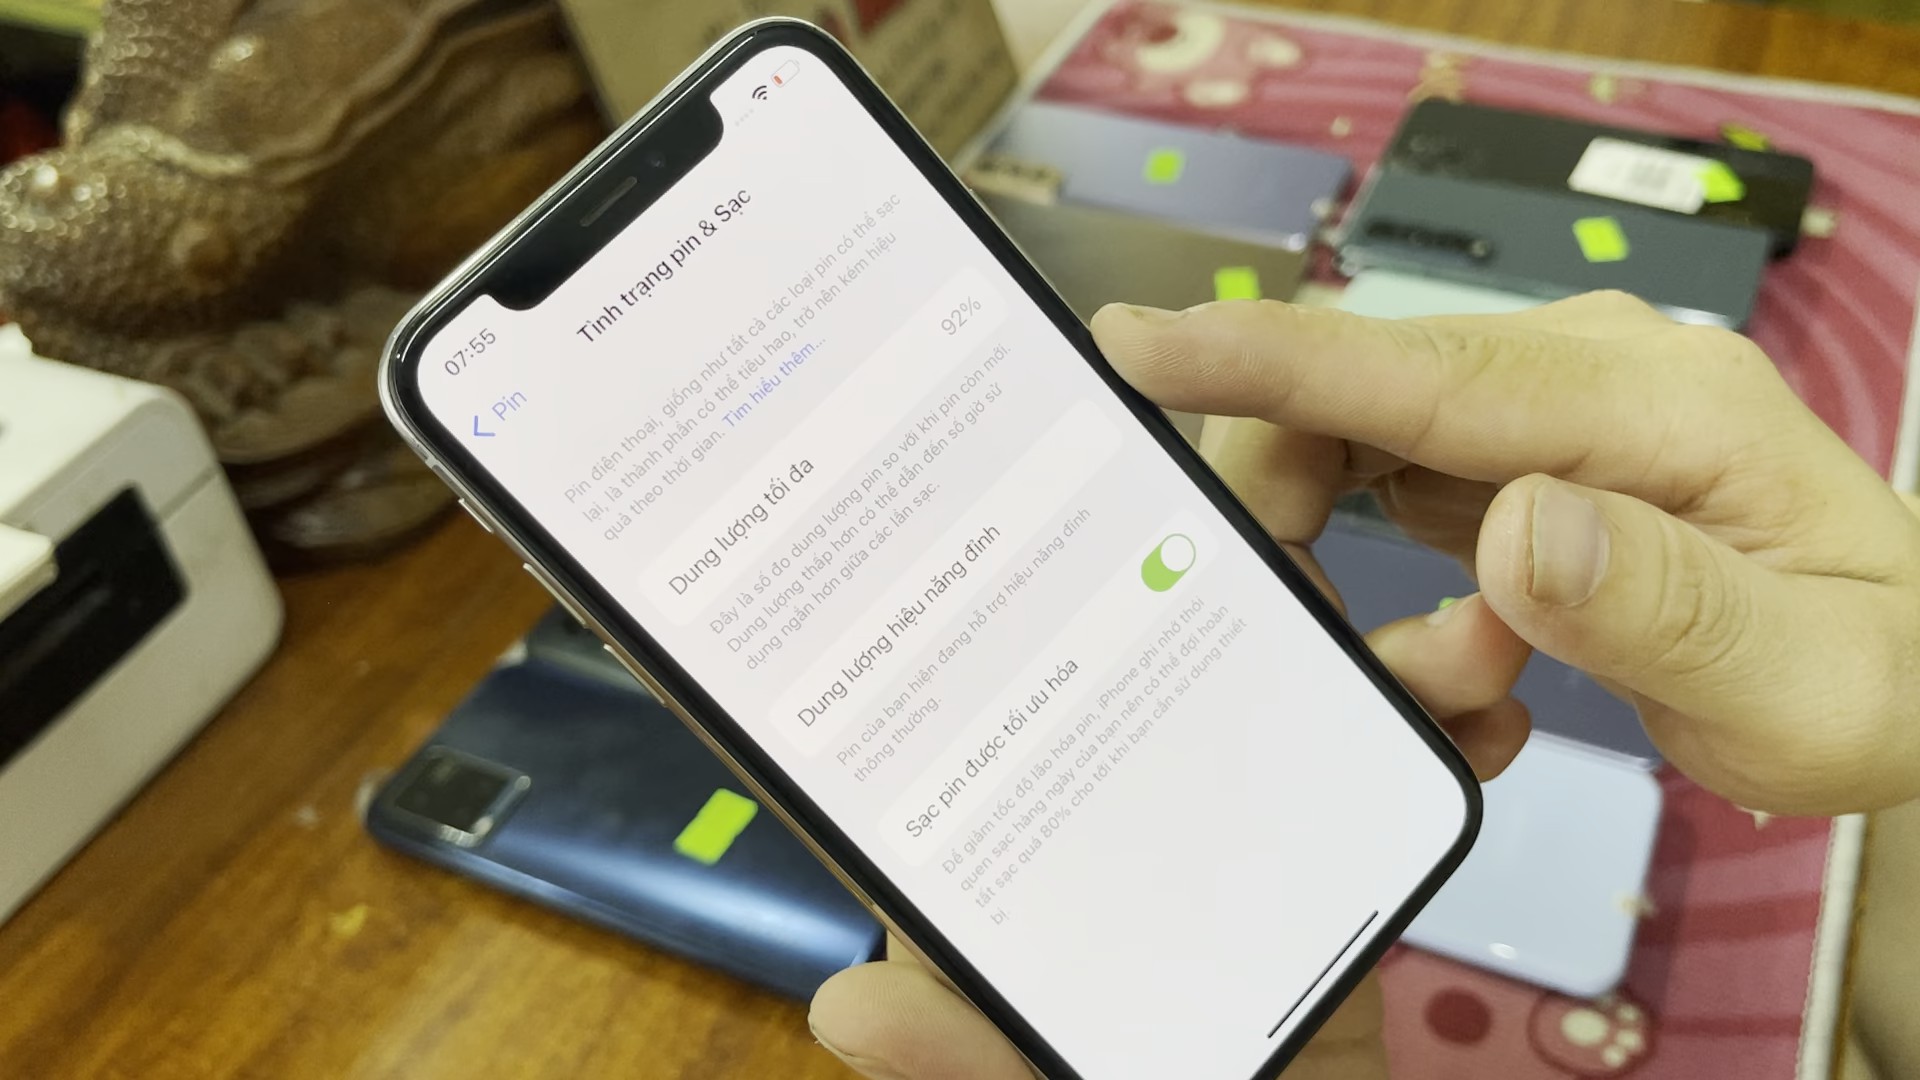 07:55
Pin
Tình trạng pin & Sạc
Pin điện thoại, giống như tất cả các loại pin có thể sạc
lại, là thành phần có thể tiêu hao, trở nên kém hiệu
quả theo thời gian. Tìm hiểu thêm...
Dung lượng tối đa 92%
Đây là số đo dung lượng pin so với khi pin còn mới.
Dung lượng thấp hơn có thể dẫn đến số giờ sử
dụng ngắn hơn giữa các lần sạc.
Dung lượng hiệu năng đỉnh
Pin của bạn hiện đang hỗ trợ hiệu năng đỉnh
thông thường.
Sạc pin được tối ưu hóa
Để giảm tốc độ lão hóa pin, iPhone ghi nhớ thói
quen sạc hàng ngày của bạn nên có thể đợi hoàn
tất sạc quá 80% cho tới khi bạn cần sử dụng thiết
bị.